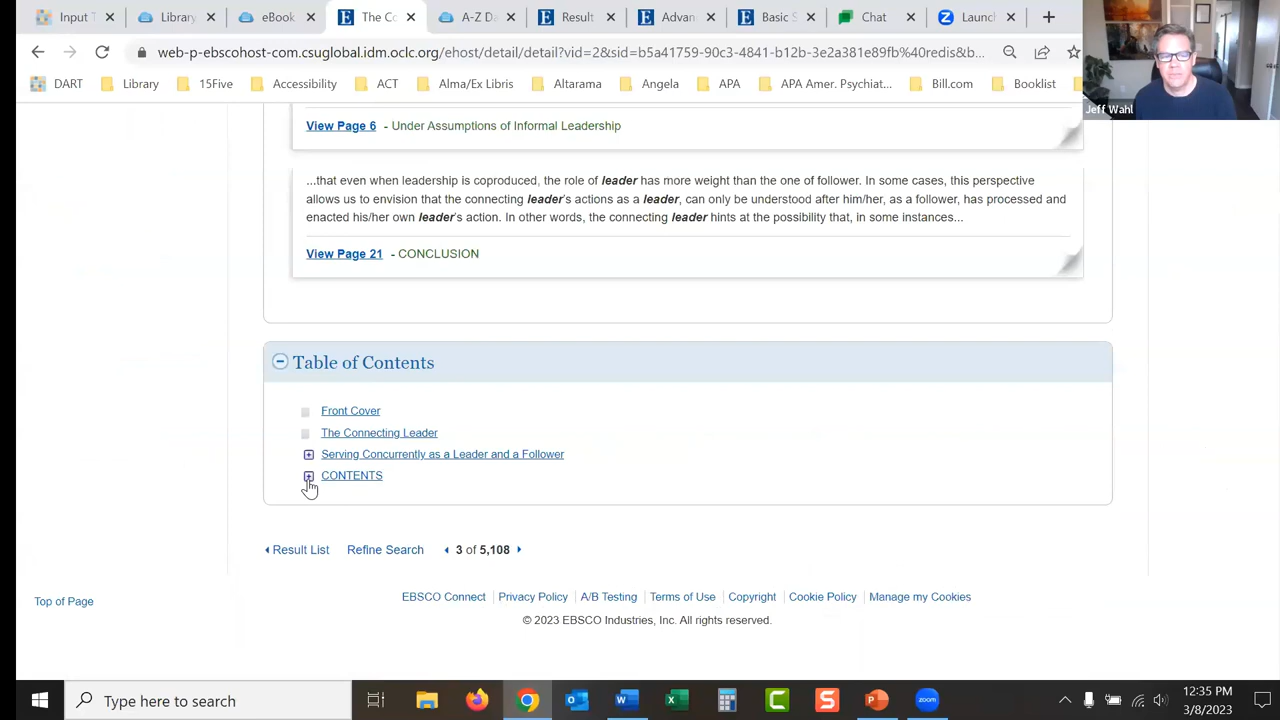 Input T
Library
eBook
The Co
A-Z Da
Result
Advan
Basic S
Chat
Launch
web-p-ebscohost-com.csuglobal.idm.oclc.org/ehost/detail/detail?vid=2&sid=b5a41759-90c3-4841-b12b-3e2a381e89fb%40redis&b...
DART
Library
15Five
Accessibility
ACT
Alma/Ex Libris
Altarama
Angela
APA
APA Amer. Psychiat...
Bill.com
Booklist
Jeff Wahl
View Page 6 - Under Assumptions of Informal Leadership
...that even when leadership is coproduced, the role of leader has more weight than the one of follower. In some cases, this perspective
allows us to envision that the connecting leader's actions as a leader, can only be understood after him/her, as a follower, has processed and
enacted his/her own leader's action. In other words, the connecting leader hints at the possibility that, in some instances...
View Page 21 - CONCLUSION
Table of Contents
Front Cover
The Connecting Leader
Serving Concurrently as a Leader and a Follower
CONTENTS
Result List Refine Search 3 of 5,108
EBSCO Connect Privacy Policy A/B Testing Terms of Use Copyright Cookie Policy Manage my Cookies
Top of Page
© 2023 EBSCO Industries, Inc. All rights reserved.
Type here to search
zoom
12:35 PM
3/8/2023